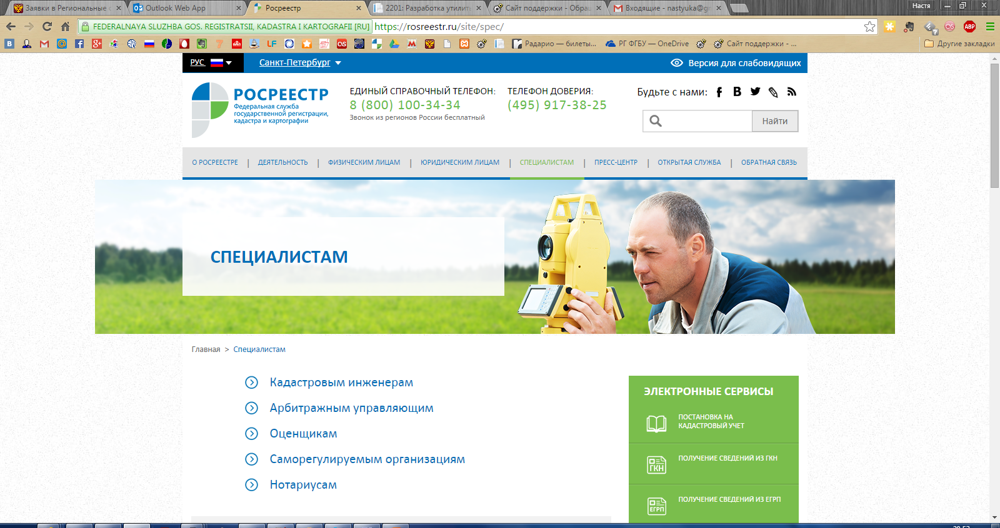 Заявки в Региональные
Outlook Web App
Росреестр
2201: Разработка утилит
Сайт поддержки - Обращ
Входящие - nastyuka@gm
Настя
FEDERALNAYA SLUZHBA GOS. REGISTRATSII, KADASTRA I KARTOGRAFII [RU]
https://rosreestr.ru/site/spec/
Радарио — билеты...
РГ ФГБУ — OneDrive
Сайт поддержки - ...
Другие закладки
РУС
Санкт-Петербург
Версия для слабовидящих
РОСРЕЕСТР
Федеральная служба
государственной регистрации,
кадастра и картографии
ЕДИНЫЙ СПРАВОЧНЫЙ ТЕЛЕФОН:
8 (800) 100-34-34
Звонок из регионов России бесплатный
ТЕЛЕФОН ДОВЕРИЯ:
(495) 917-38-25
Будьте с нами:
Найти
О РОСРЕЕСТРЕ | ДЕЯТЕЛЬНОСТЬ | ФИЗИЧЕСКИМ ЛИЦАМ | ЮРИДИЧЕСКИМ ЛИЦАМ | СПЕЦИАЛИСТАМ | ПРЕСС-ЦЕНТР | ОТКРЫТАЯ СЛУЖБА | ОБРАТНАЯ СВЯЗЬ
СПЕЦИАЛИСТАМ
Главная > Специалистам
Кадастровым инженерам
Арбитражным управляющим
Оценщикам
Саморегулируемым организациям
Нотариусам
ЭЛЕКТРОННЫЕ СЕРВИСЫ
ПОСТАНОВКА НА
КАДАСТРОВЫЙ УЧЕТ
ГКН
ПОЛУЧЕНИЕ СВЕДЕНИЙ ИЗ ГКН
ЕГРП
ПОЛУЧЕНИЕ СВЕДЕНИЙ ИЗ ЕГРП